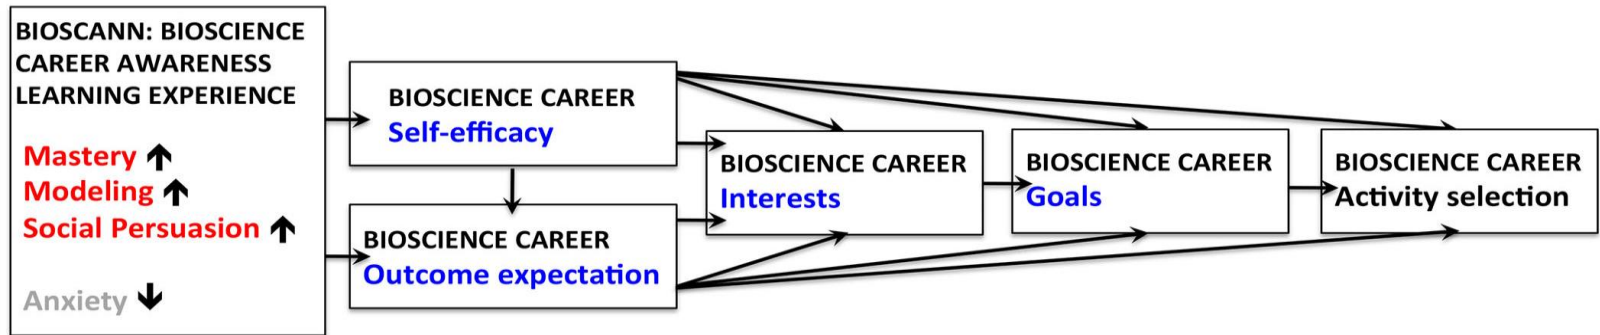 BIOSCANN: BIOSCIENCE
CAREER AWARENESS
LEARNING EXPERIENCE
Mastery
Modeling
Social Persuasion
Anxiety
BIOSCIENCE CAREER
Self-efficacy
BIOSCIENCE CAREER
Outcome expectation
BIOSCIENCE CAREER
Interests
BIOSCIENCE CAREER
Goals
BIOSCIENCE CAREER
Activity selection